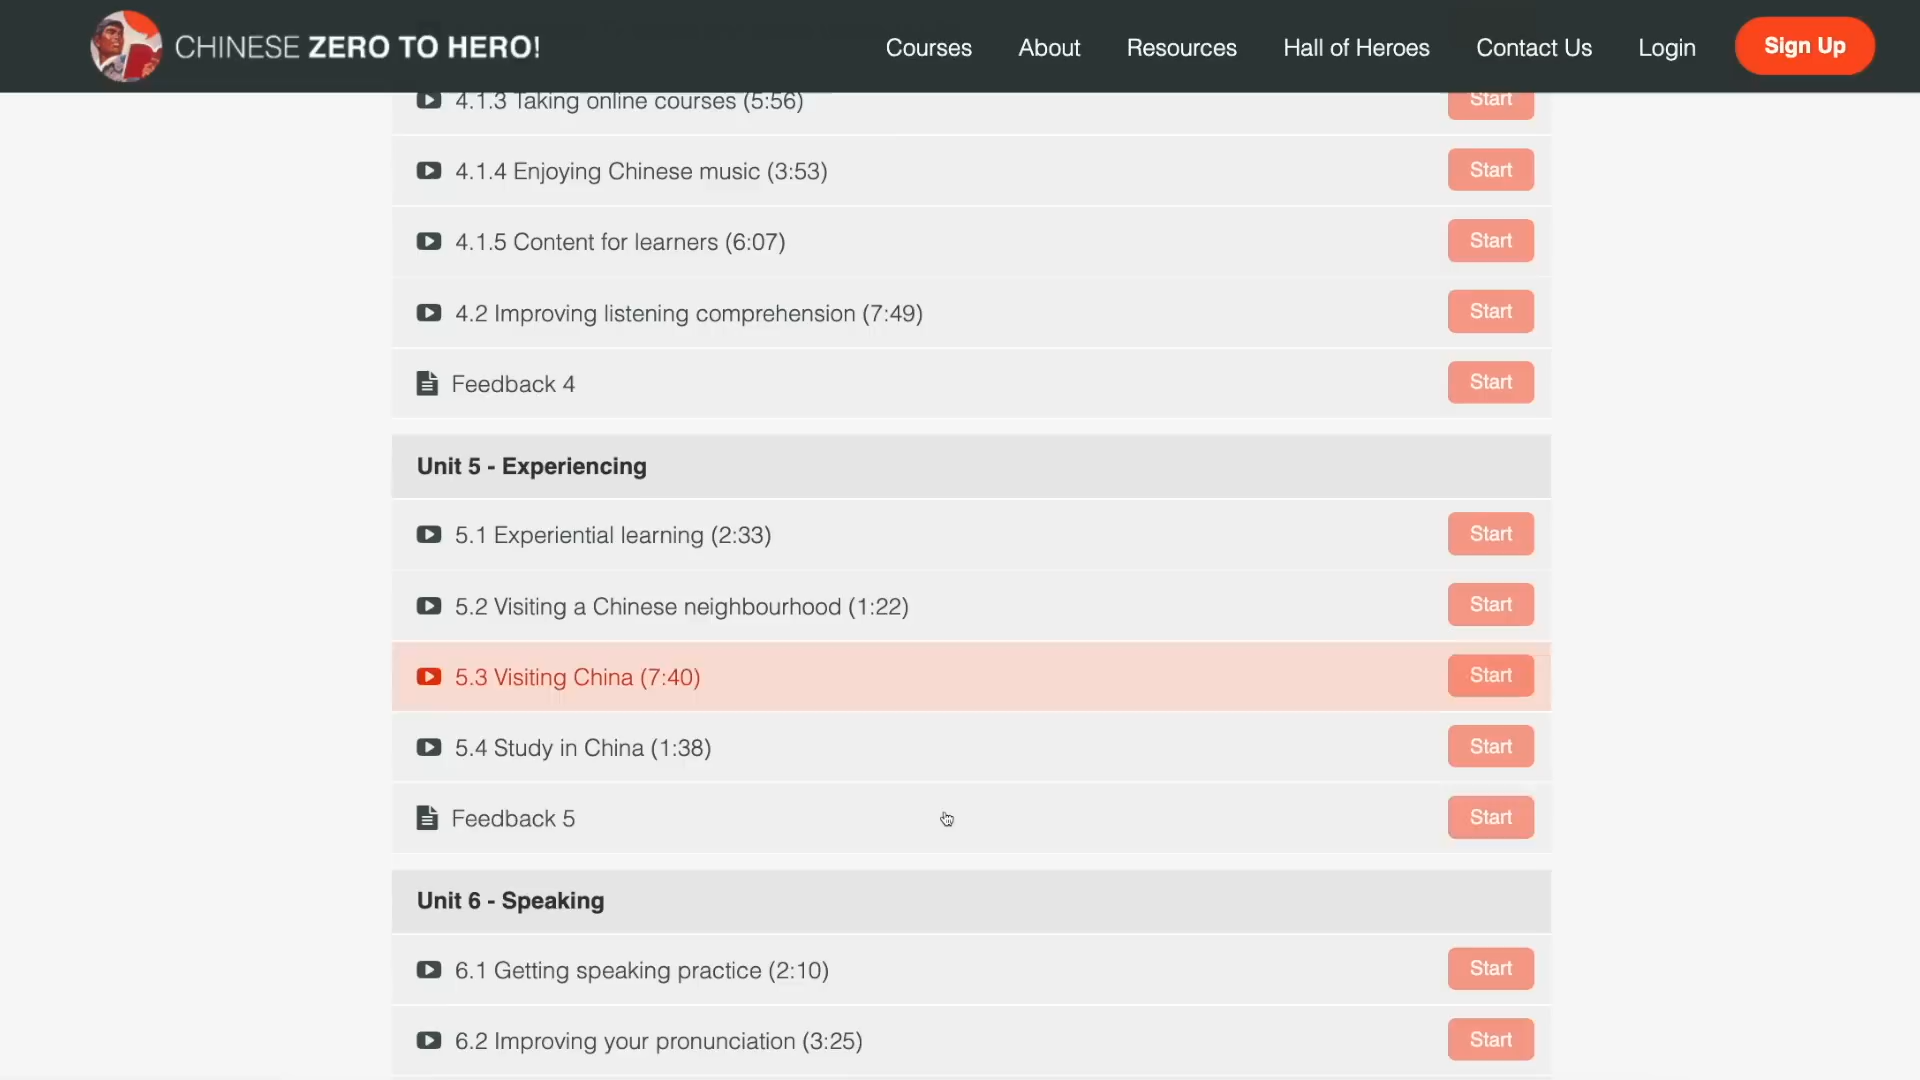 CHINESE ZERO TO HERO!
Courses
About
Resources
Hall of Heroes
Contact Us
Login
Sign Up
4.1.3 Taking online courses (5:56)
Start
4.1.4 Enjoying Chinese music (3:53)
Start
4.1.5 Content for learners (6:07)
Start
4.2 Improving listening comprehension (7:49)
Start
Feedback 4
Start
Unit 5 - Experiencing
5.1 Experiential learning (2:33)
Start
5.2 Visiting a Chinese neighbourhood (1:22)
Start
5.3 Visiting China (7:40)
Start
5.4 Study in China (1:38)
Start
Feedback 5
Start
Unit 6 - Speaking
6.1 Getting speaking practice (2:10)
Start
6.2 Improving your pronunciation (3:25)
Start